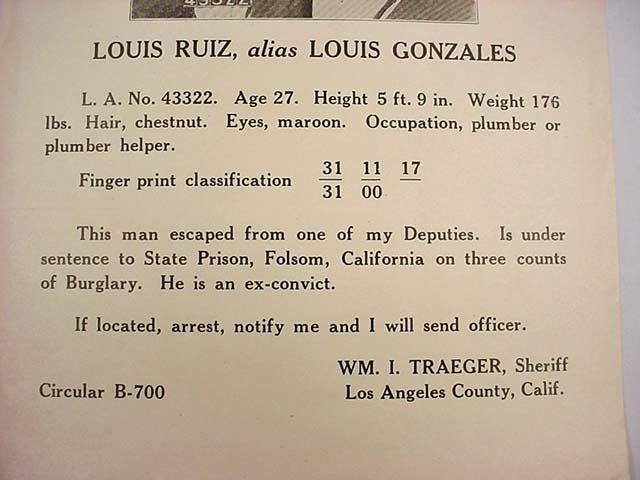 43322
LOUIS RUIZ, alias LOUIS GONZALES
L. A. No. 43322. Age 27. Height 5 ft. 9 in. Weight 176
lbs. Hair, chestnut. Eyes, maroon. Occupation, plumber or
plumber helper.
31 11 17
Finger print classification
31 00
This man escaped from one of my Deputies. Is under
sentence to State Prison, Folsom, California on three counts
of Burglary. He is an ex-convict.
If located, arrest, notify me and I will send officer.
WM. I. TRAEGER, Sheriff
Circular B-700 Los Angeles County, Calif.